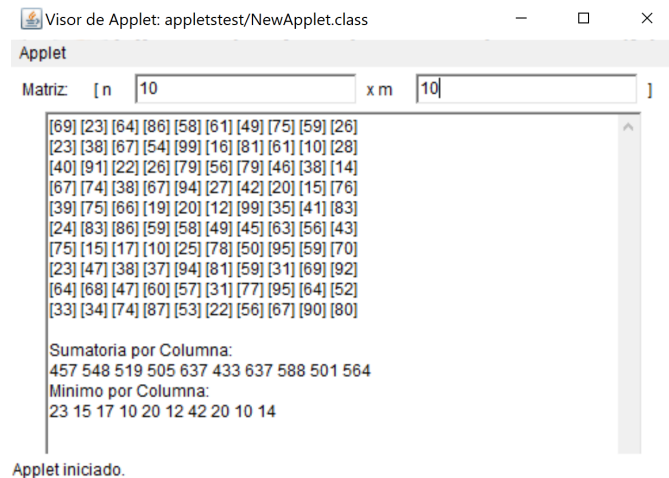 Visor de Applet: appletstest/NewApplet.class
Applet
Matriz: [ n 10 x m 10 ]
[69] [23] [64] [86] [58] [61] [49] [75] [59] [26]
[23] [38] [67] [54] [99] [16] [81] [61] [10] [28]
[40] [91] [22] [26] [79] [56] [79] [46] [38] [14]
[67] [74] [38] [67] [94] [27] [42] [20] [15] [76]
[39] [75] [66] [19] [20] [12] [99] [35] [41] [83]
[24] [83] [86] [59] [58] [49] [45] [63] [56] [43]
[75] [15] [17] [10] [25] [78] [50] [95] [59] [70]
[23] [47] [38] [37] [94] [81] [59] [31] [69] [92]
[64] [68] [47] [60] [57] [31] [77] [95] [64] [52]
[33] [34] [74] [87] [53] [22] [56] [67] [90] [80]
Sumatoria por Columna:
457 548 519 505 637 433 637 588 501 564
Minimo por Columna:
23 15 17 10 20 12 42 20 10 14
Applet iniciado.